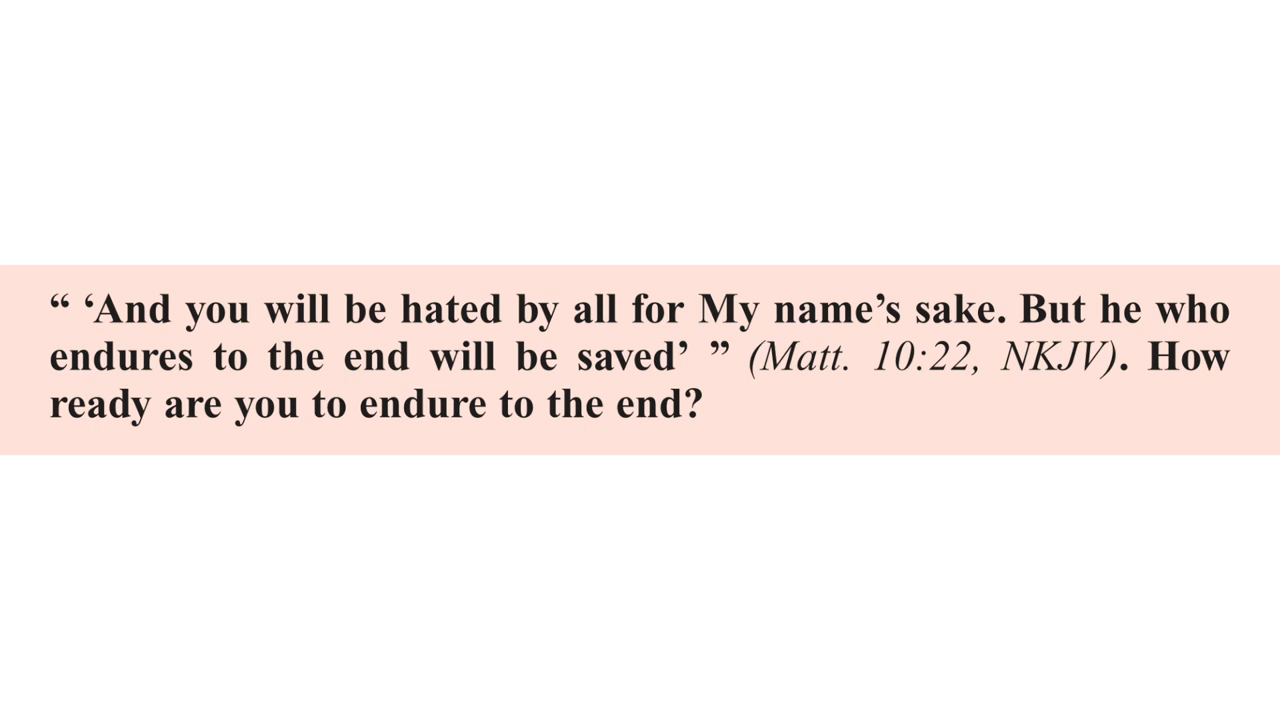 “ ‘And you will be hated by all for My name’s sake. But he who
endures to the end will be saved’ ” (Matt. 10:22, NKJV). How
ready are you to endure to the end?